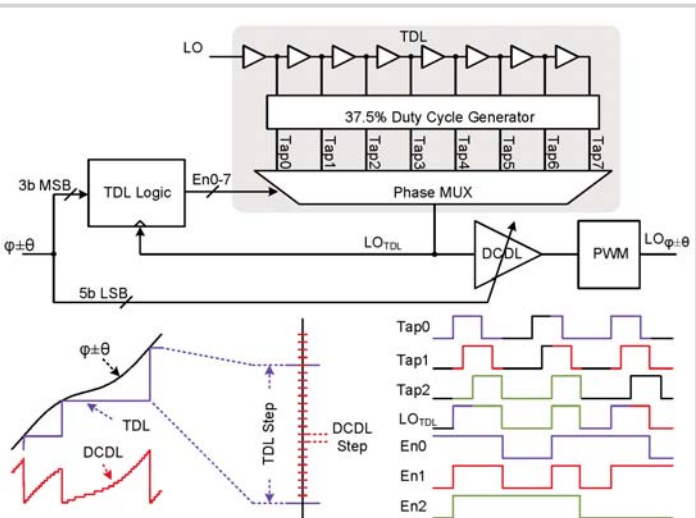 TDL
LO
37.5% Duty Cycle Generator
Tap0 Tap1 Tap2 Tap3 Tap4 Tap5 Tap6 Tap7
3b MSB
TDL Logic
En0-7
Phase MUX
φ±θ
LOTDL
DCDL
PWM
LOφ±θ
5b LSB
φ±θ
TDL
DCDL
TDL Step
DCDL
Step
Tap0
Tap1
Tap2
LOTDL
En0
En1
En2